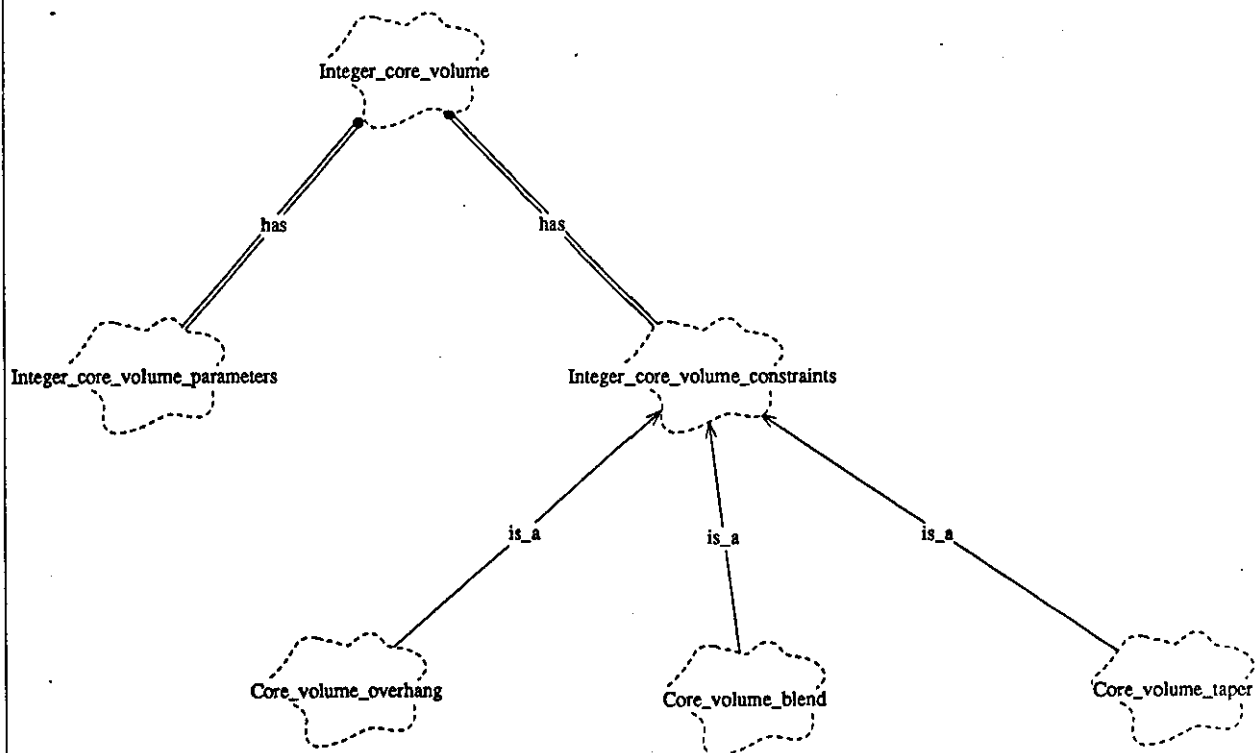 Integer_core_volume
has
has
Integer_core_volume_parameters
Integer_core_volume_constraints
is_a
is_a
is_a
Core_volume_overhang
Core_volume_blend
Core_volume_taper